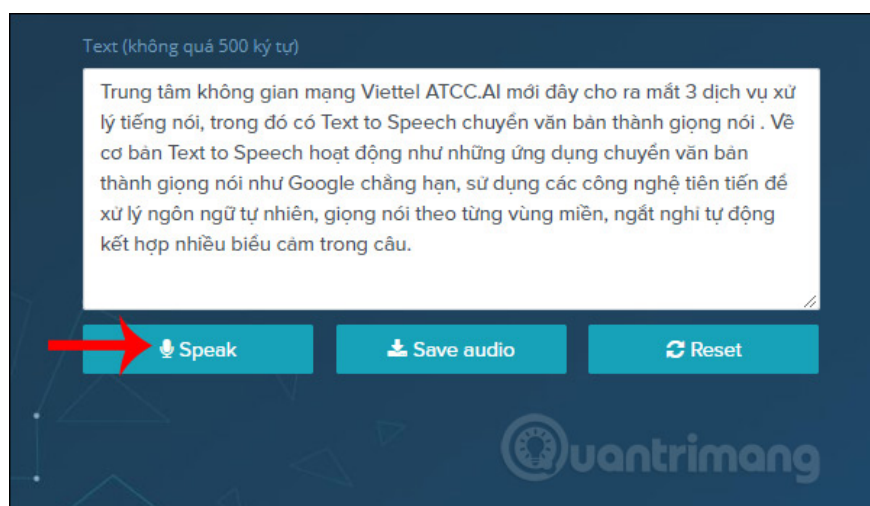 Text (không quá 500 ký tự)
Trung tâm không gian mạng Viettel ATCC.AI mới đây cho ra mắt 3 dịch vụ xử
lý tiếng nói, trong đó có Text to Speech chuyển văn bản thành giọng nói . Về
cơ bản Text to Speech hoạt động như những ứng dụng chuyển văn bản
thành giọng nói như Google chẳng hạn, sử dụng các công nghệ tiên tiến để
xử lý ngôn ngữ tự nhiên, giọng nói theo từng vùng miền, ngắt nghỉ tự động
kết hợp nhiều biểu cảm trong câu.
Speak Save audio Reset
Quantrimang